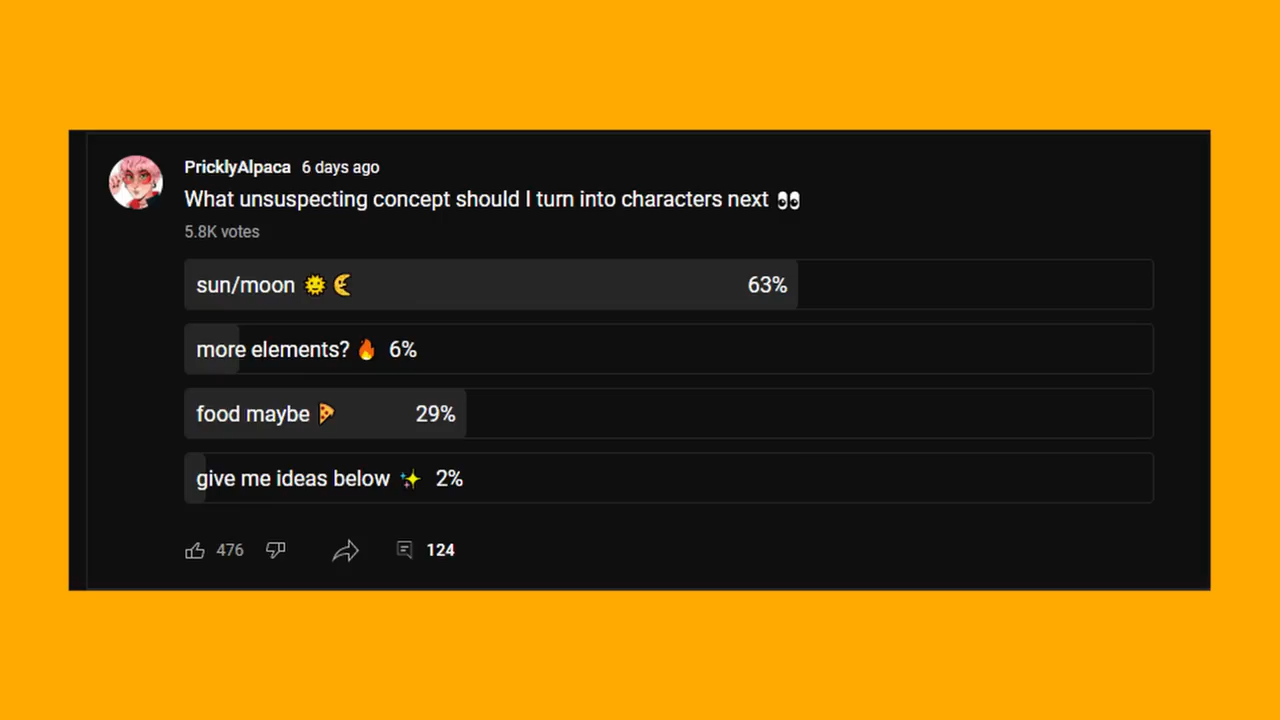 PricklyAlpaca 6 days ago
What unsuspecting concept should I turn into characters next 👀
5.8K votes
sun/moon 🌞🌜 63%
more elements? 🔥 6%
food maybe 🍕 29%
give me ideas below ✨ 2%
476 124